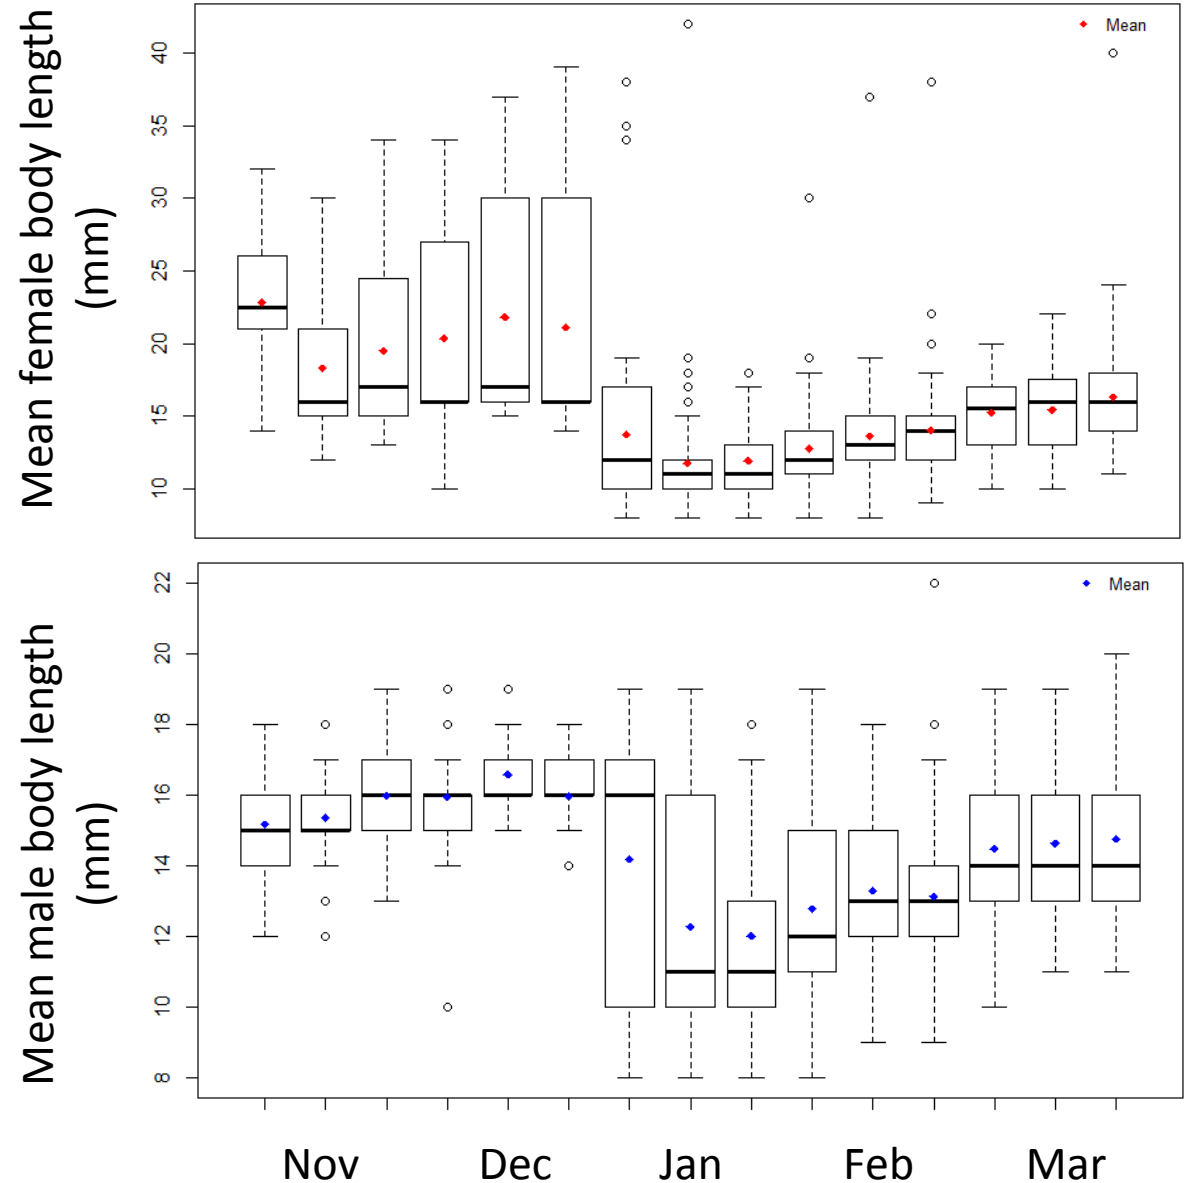 Mean female body length
(mm)
40
35
30
25
20
15
10
Mean
Mean male body length
(mm)
22
20
18
16
14
12
10
8
Mean
Nov Dec Jan Feb Mar